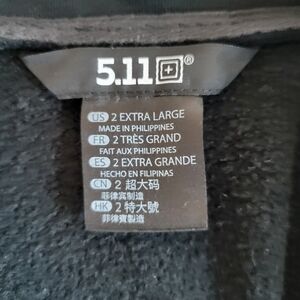 5.11®
US 2 EXTRA LARGE
MADE IN PHILIPPINES
FR 2 TRÈS GRAND
FAIT AUX PHILIPPINES
ES 2 EXTRA GRANDE
HECHO EN FILIPINAS
CN 2 超大码
菲律宾制造
HK 2 特大號
菲律賓製造